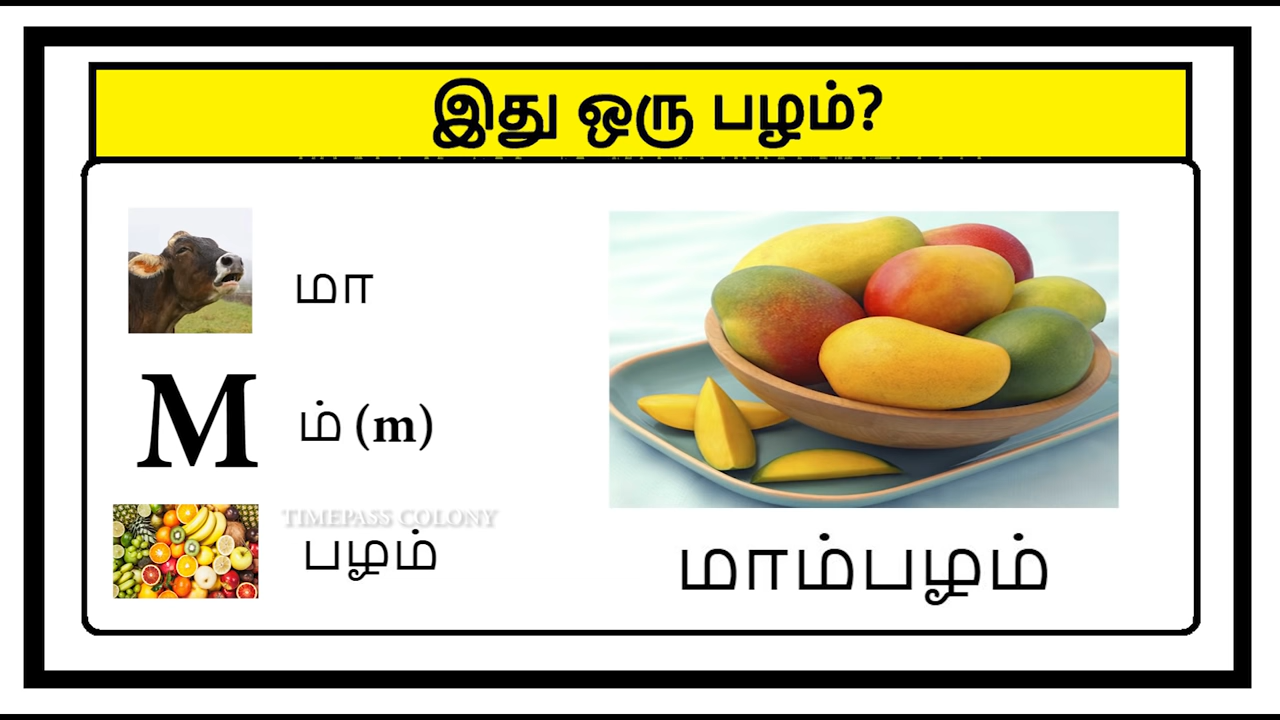 இது ஒரு பழம்?
மா
M
ம் (m)
TIMEPASS COLONY
பழம்
மாம்பழம்